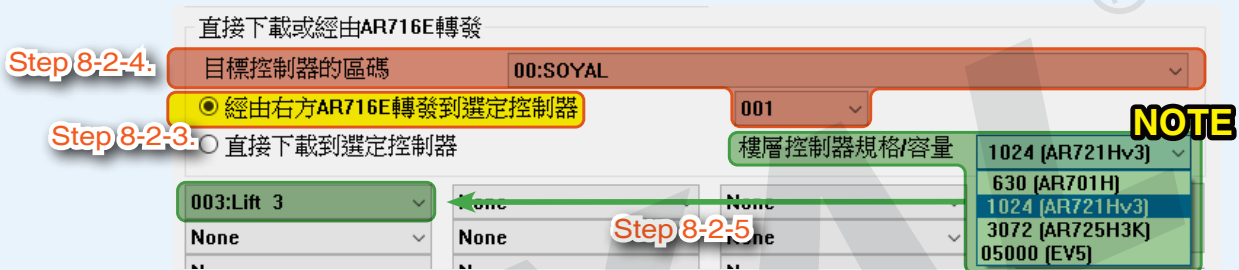 直接下載或經由AR716E轉發
Step 8-2-4.
目標控制器的區碼 00:SOYAL
經由右方AR716E轉發到選定控制器 001
NOTE
Step 8-2-3.
直接下載到選定控制器 樓層控制器規格/容量 1024 (AR721Hv3)
630 (AR701H)
003:Lift 3 None None
1024 (AR721Hv3)
Step 8-2-5
3072 (AR725H3K)
None None None
05000 (EV5)